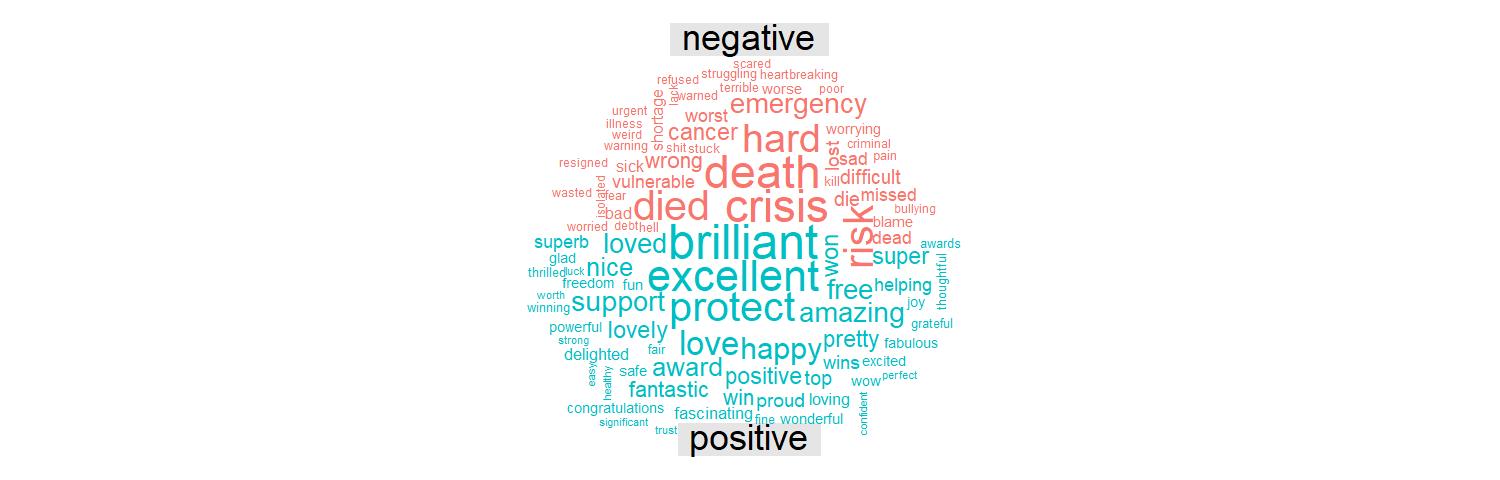 negative
scared
struggling heartbreaking
refused
lack
warned terrible worse poor
shortage
emergency
urgent
worst
illness
cancer hard worrying
weird
warning
shit stuck
lost
criminal
resigned sick wrong death sad pain
vulnerable kill difficult
wasted
isolated
fear
died crisis die missed
bad
risk
bullying
worried debt hell
blame
dead
superb loved brilliant won
awards
glad
super
thrilled luck nice excellent
thoughtful
freedom fun
free helping
worth
winning support protect amazing joy
powerful lovely
grateful
strong
love happy pretty fabulous
delighted fair
wins excited
easy
healthy
safe award positive top wow perfect
fantastic win proud loving
confident
congratulations fascinating fine wonderful
significant
trust
positive